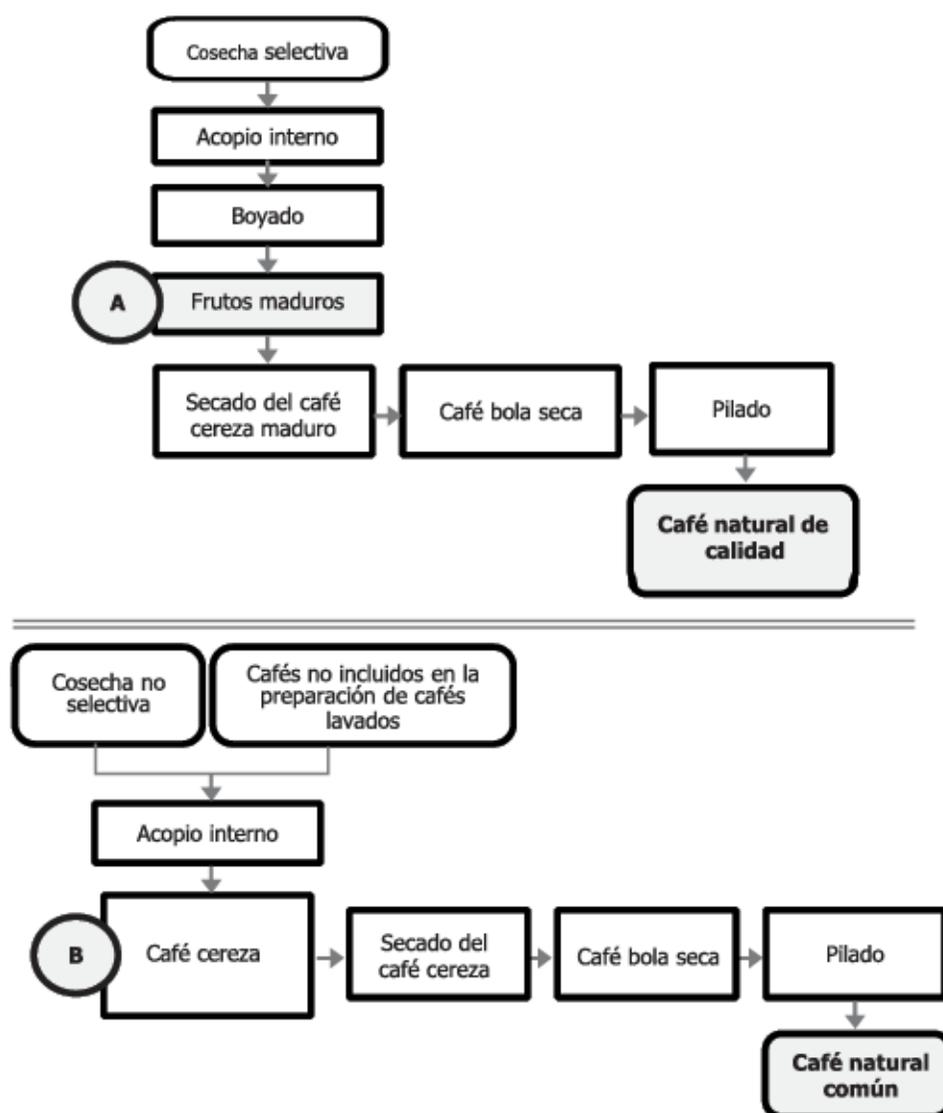 Cosecha selectiva
Acopio interno
Boyado
A
Frutos maduros
Secado del café
cereza maduro
Café bola seca
Pilado
Café natural de
calidad
Cosecha no
selectiva
Cafés no incluidos en la
preparación de cafés
lavados
Acopio interno
B
Café cereza
Secado del
café cereza
Café bola seca
Pilado
Café natural
común